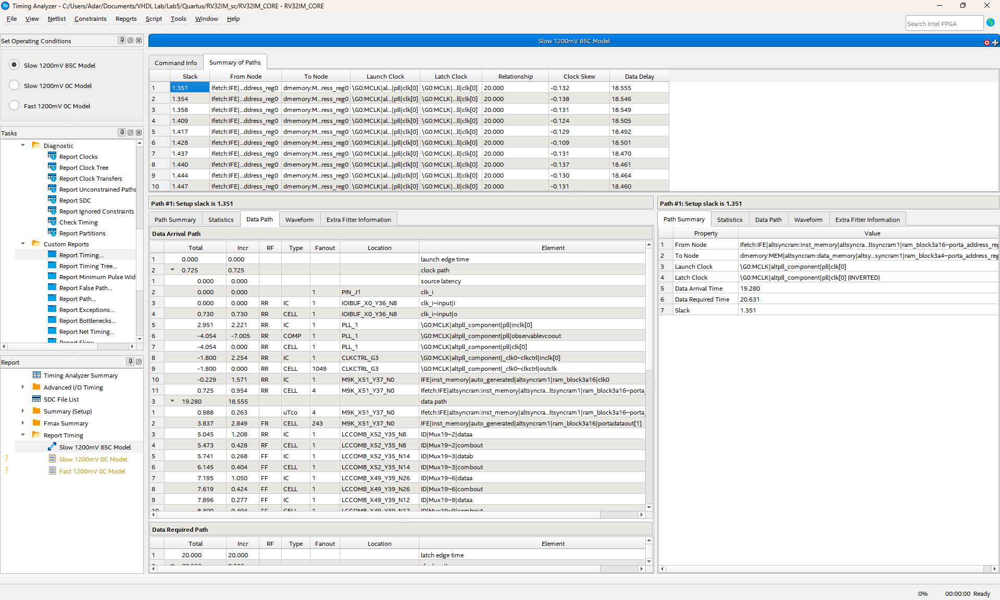 Timing Analyzer - C:/Users/Adar/Documents/VHDL Lab/Lab5/Quartus/RV32IM_sc/RV32IM_CORE - RV32IM_CORE
File View Netlist Constraints Reports Script Tools Window Help
Search Intel FPGA
Set Operating Conditions
Slow 1200mV 85C Model
Slow 1200mV 0C Model
Fast 1200mV 0C Model
Tasks
Diagnostic
Report Clocks
Report Clock Tree
Report Clock Transfers
Report Unconstrained Paths
Report SDC
Report Ignored Constraints
Check Timing
Report Partitions
Custom Reports
Report Timing...
Report Timing Tree...
Report Minimum Pulse Wid
Report False Path...
Report Path...
Report Exceptions...
Report Bottlenecks...
Report Net Timing...
Report Skew
Report
Timing Analyzer Summary
Advanced I/O Timing
SDC File List
Summary (Setup)
Fmax Summary
Report Timing
Slow 1200mV 85C Model
? Slow 1200mV 0C Model
? Fast 1200mV 0C Model
Slow 1200mV 85C Model
Command Info Summary of Paths
Slack From Node To Node Launch Clock Latch Clock Relationship Clock Skew Data Delay
1 1.351 Ifetch:IFE|...ddress_reg0 dmemory:M...ress_reg0 \G0:MCLK|al...|pll|clk[0] \G0:MCLK|...ll|clk[0] 20.000 -0.132 18.555
2 1.354 Ifetch:IFE|...ddress_reg0 dmemory:M...ress_reg0 \G0:MCLK|al...|pll|clk[0] \G0:MCLK|...ll|clk[0] 20.000 -0.138 18.546
3 1.358 Ifetch:IFE|...ddress_reg0 dmemory:M...ress_reg0 \G0:MCLK|al...|pll|clk[0] \G0:MCLK|...ll|clk[0] 20.000 -0.131 18.549
4 1.409 Ifetch:IFE|...ddress_reg0 dmemory:M...ress_reg0 \G0:MCLK|al...|pll|clk[0] \G0:MCLK|...ll|clk[0] 20.000 -0.124 18.505
5 1.417 Ifetch:IFE|...ddress_reg0 dmemory:M...ress_reg0 \G0:MCLK|al...|pll|clk[0] \G0:MCLK|...ll|clk[0] 20.000 -0.129 18.492
6 1.428 Ifetch:IFE|...ddress_reg0 dmemory:M...ress_reg0 \G0:MCLK|al...|pll|clk[0] \G0:MCLK|...ll|clk[0] 20.000 -0.109 18.501
7 1.437 Ifetch:IFE|...ddress_reg0 dmemory:M...ress_reg0 \G0:MCLK|al...|pll|clk[0] \G0:MCLK|...ll|clk[0] 20.000 -0.131 18.470
8 1.440 Ifetch:IFE|...ddress_reg0 dmemory:M...ress_reg0 \G0:MCLK|al...|pll|clk[0] \G0:MCLK|...ll|clk[0] 20.000 -0.137 18.461
9 1.444 Ifetch:IFE|...ddress_reg0 dmemory:M...ress_reg0 \G0:MCLK|al...|pll|clk[0] \G0:MCLK|...ll|clk[0] 20.000 -0.130 18.464
10 1.447 Ifetch:IFE|...ddress_reg0 dmemory:M...ress_reg0 \G0:MCLK|al...|pll|clk[0] \G0:MCLK|...ll|clk[0] 20.000 -0.131 18.460
Path #1: Setup slack is 1.351
Path Summary Statistics Data Path Waveform Extra Fitter Information
Data Arrival Path
Total Incr RF Type Fanout Location Element
1 0.000 0.000 launch edge time
2 0.725 0.725 clock path
1 0.000 0.000 source latency
2 0.000 0.000 1 PIN_J1 clk_i
3 0.000 0.000 RR IC 1 IOIBUF_X0_Y36_N8 clk_i~input|i
4 0.730 0.730 RR CELL 1 IOIBUF_X0_Y36_N8 clk_i~input|o
5 2.951 2.221 RR IC 1 PLL_1 \G0:MCLK|altpll_component|pll|inclk[0]
6 -4.054 -7.005 RR COMP 1 PLL_1 \G0:MCLK|altpll_component|pll|observablevcoout
7 -4.054 0.000 RR CELL 1 PLL_1 \G0:MCLK|altpll_component|pll|clk[0]
8 -1.800 2.254 RR IC 1 CLKCTRL_G3 \G0:MCLK|altpll_component|_clk0~clkctrl|inclk[0]
9 -1.800 0.000 RR CELL 1049 CLKCTRL_G3 \G0:MCLK|altpll_component|_clk0~clkctrl|outclk
10 -0.229 1.571 RR IC 1 M9K_X51_Y37_N0 IFE|inst_memory|auto_generated|altsyncram1|ram_block3a16|clk0
11 0.725 0.954 RR CELL 4 M9K_X51_Y37_N0 Ifetch:IFE|altsyncram:inst_memory|altsyncra...ltsyncram1|ram_block3a16~porta_
3 19.280 18.555 data path
1 0.988 0.263 uTco 4 M9K_X51_Y37_N0 Ifetch:IFE|altsyncram:inst_memory|altsyncra...ltsyncram1|ram_block3a16~porta_
2 3.837 2.849 FR CELL 243 M9K_X51_Y37_N0 IFE|inst_memory|auto_generated|altsyncram1|ram_block3a16|portadataout[1]
3 5.045 1.208 RR IC 1 LCCOMB_X52_Y35_N8 ID|Mux19~2|dataa
4 5.473 0.428 RF CELL 1 LCCOMB_X52_Y35_N8 ID|Mux19~2|combout
5 5.741 0.268 FF IC 1 LCCOMB_X52_Y35_N14 ID|Mux19~3|datab
6 6.145 0.404 FF CELL 1 LCCOMB_X52_Y35_N14 ID|Mux19~3|combout
7 7.195 1.050 FF IC 1 LCCOMB_X49_Y39_N26 ID|Mux19~6|dataa
8 7.619 0.424 FF CELL 1 LCCOMB_X49_Y39_N26 ID|Mux19~6|combout
9 7.896 0.277 FF IC 1 LCCOMB_X49_Y39_N12 ID|Mux19~9|dataa
10 8.300 0.404 FF CELL 1 LCCOMB_X49_Y39_N12 ID|Mux19~9|combout
Data Required Path
Total Incr RF Type Fanout Location Element
1 20.000 20.000 latch edge time
Path #1: Setup slack is 1.351
Path Summary Statistics Data Path Waveform Extra Fitter Information
Property Value
1 From Node Ifetch:IFE|altsyncram:inst_memory|altsyncra...ltsyncram1|ram_block3a16~porta_address_reg
2 To Node dmemory:MEM|altsyncram:data_memory|altsy...syncram1|ram_block3a4~porta_address_reg
3 Launch Clock \G0:MCLK|altpll_component|pll|clk[0]
4 Latch Clock \G0:MCLK|altpll_component|pll|clk[0] (INVERTED)
5 Data Arrival Time 19.280
6 Data Required Time 20.631
7 Slack 1.351
0% 00:00:00 Ready